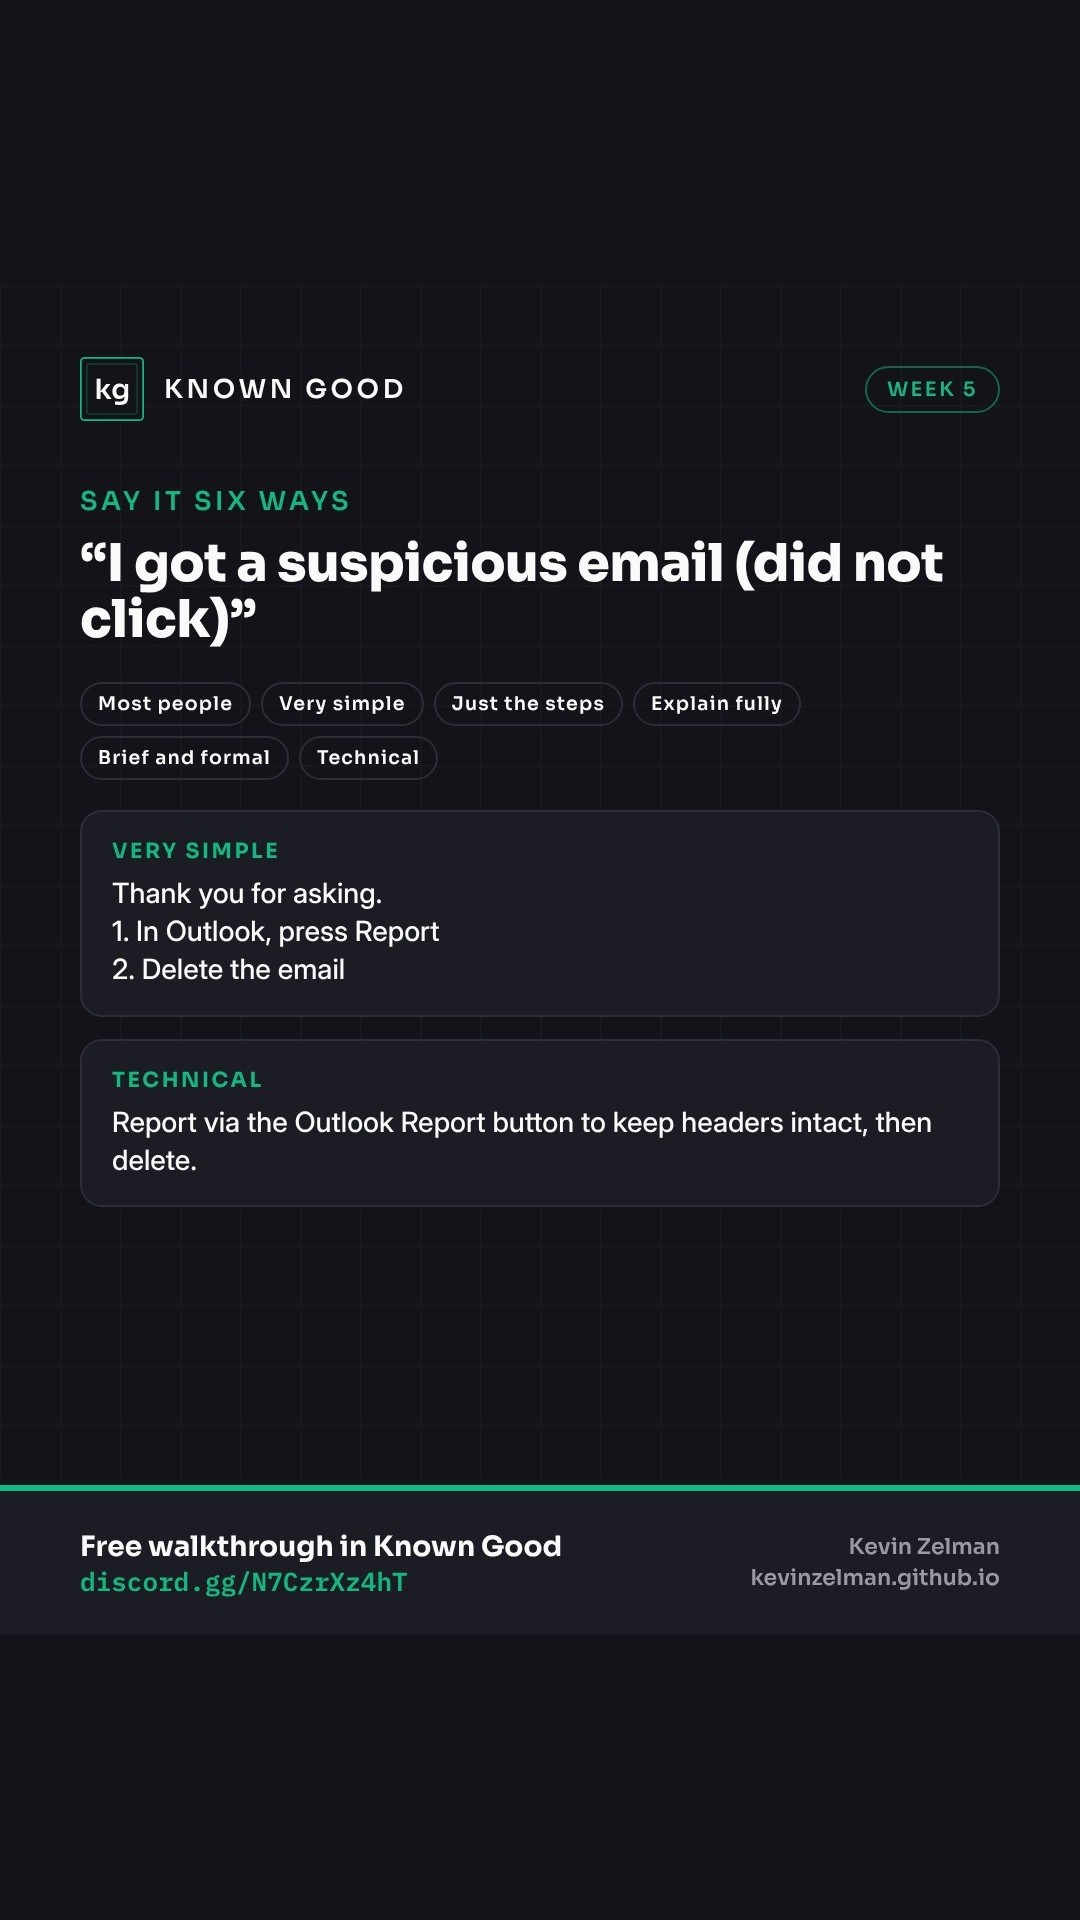 kg KNOWN GOOD
WEEK 5
SAY IT SIX WAYS
“I got a suspicious email (did not
click)”
Most people Very simple Just the steps Explain fully
Brief and formal Technical
VERY SIMPLE
Thank you for asking.
1. In Outlook, press Report
2. Delete the email
TECHNICAL
Report via the Outlook Report button to keep headers intact, then
delete.
Free walkthrough in Known Good
discord.gg/N7CzrXz4hT
Kevin Zelman
kevinzelman.github.io